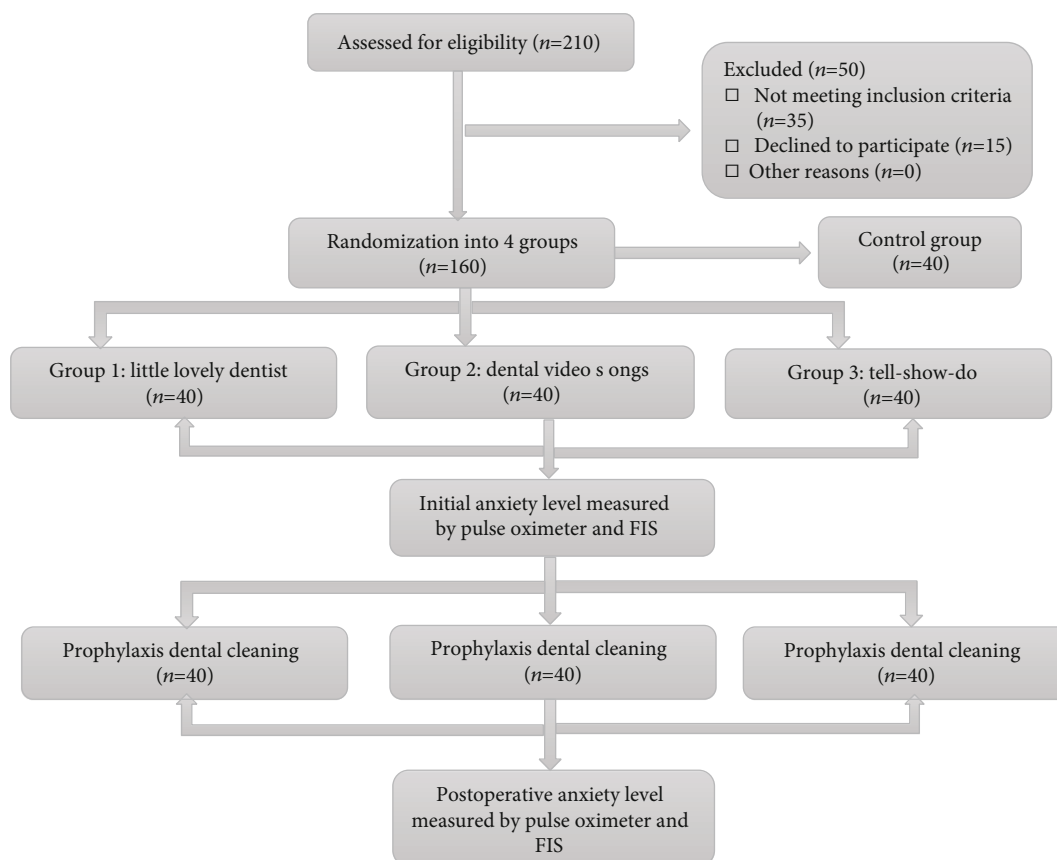 Assessed for eligibility (n=210)
Excluded (n=50)
☐ Not meeting inclusion criteria
(n=35)
☐ Declined to participate (n=15)
☐ Other reasons (n=0)
Randomization into 4 groups
(n=160)
Control group
(n=40)
Group 1: little lovely dentist
(n=40)
Group 2: dental video s ongs
(n=40)
Group 3: tell-show-do
(n=40)
Initial anxiety level measured
by pulse oximeter and FIS
Prophylaxis dental cleaning
(n=40)
Prophylaxis dental cleaning
(n=40)
Prophylaxis dental cleaning
(n=40)
Postoperative anxiety level
measured by pulse oximeter and
FIS